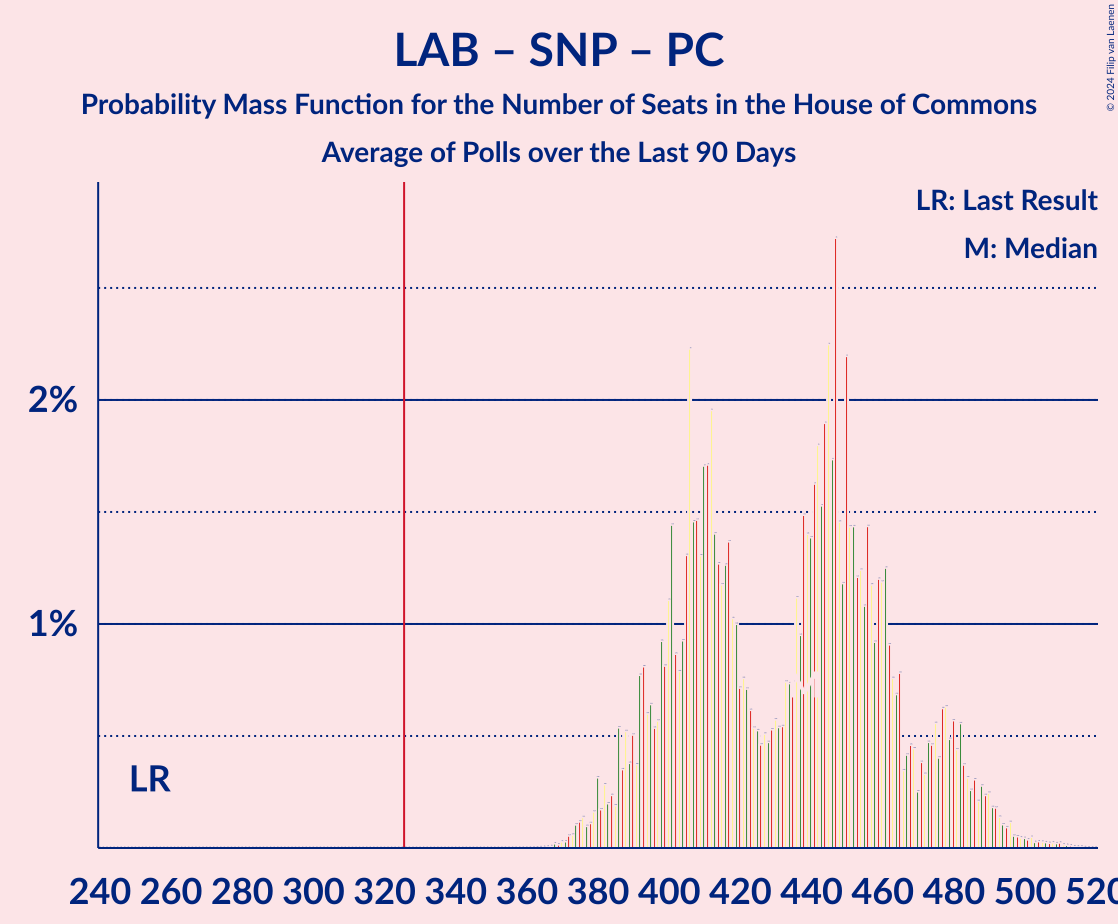 LAB – SNP – PC
Probability Mass Function for the Number of Seats in the House of Commons
Average of Polls over the Last 90 Days
© 2024 Filip van Laenen
LR: Last Result
M: Median
2%
1%
LR
240 260 280 300 320 340 360 380 400 420 440 460 480 500 520